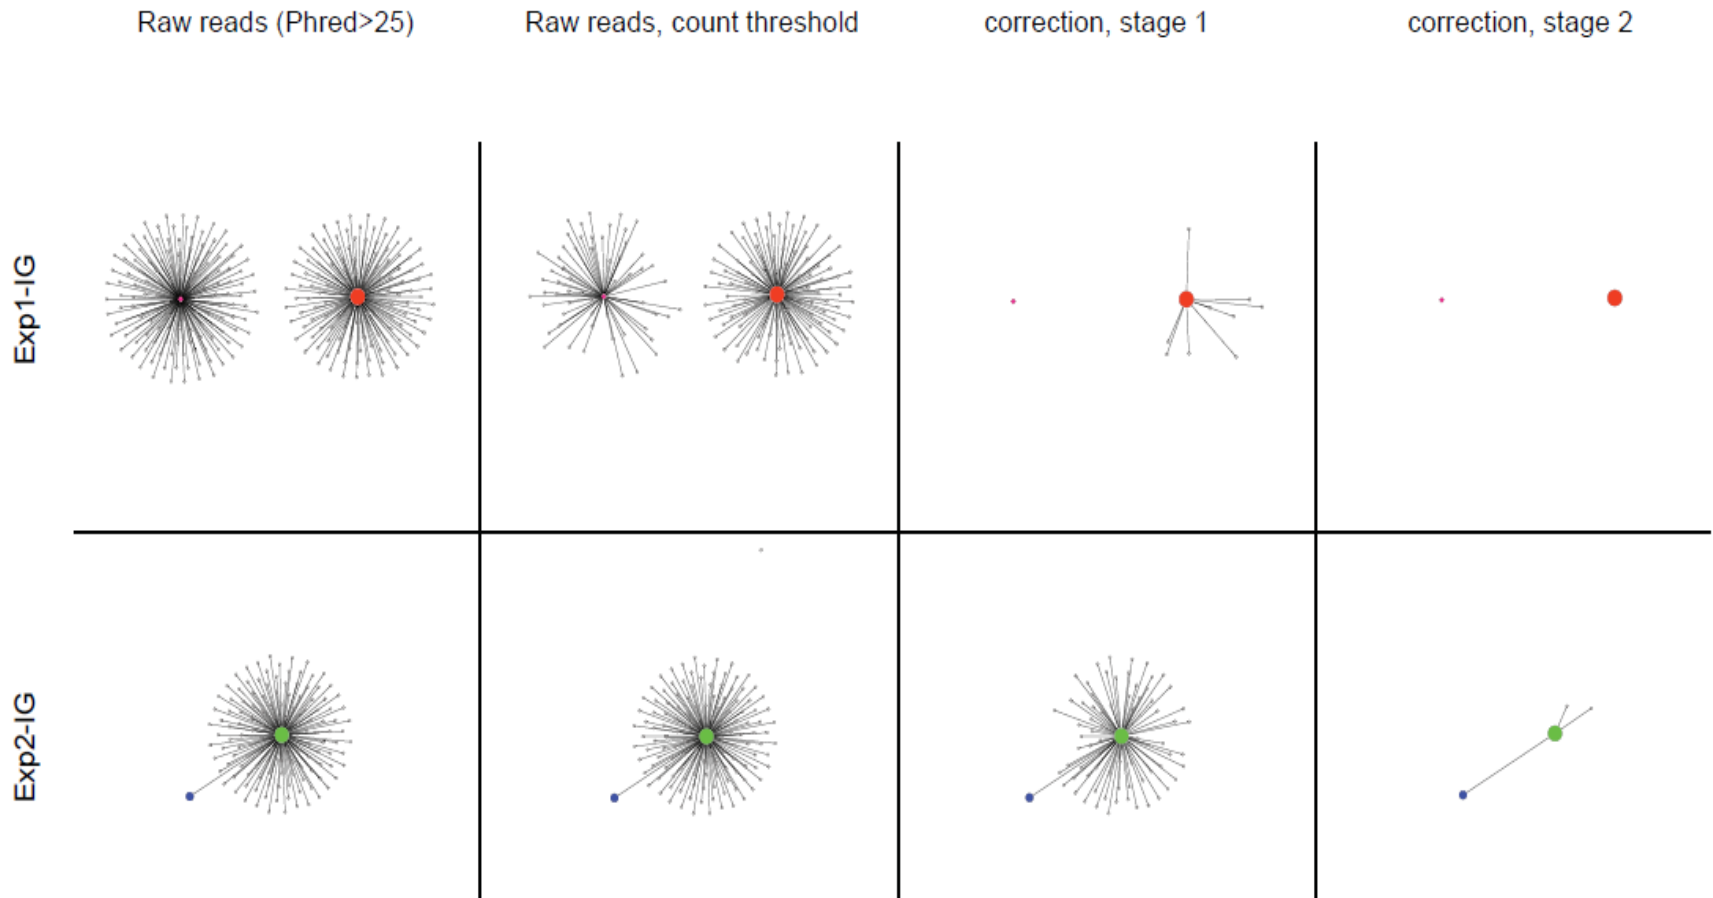 Raw reads (Phred>25)
Raw reads, count threshold
correction, stage 1
correction, stage 2
Exp1-IG
Exp2-IG